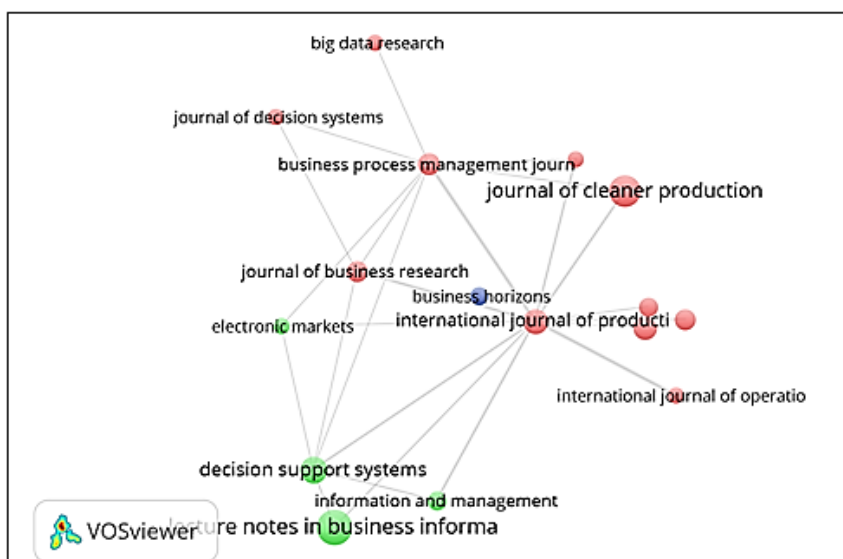 big data research
journal of decision systems
business process management journ
journal of cleaner production
journal of business research
business horizons
international journal of producti
electronic markets
international journal of operatio
decision support systems
information and management
VOSviewer
lecture notes in business informa